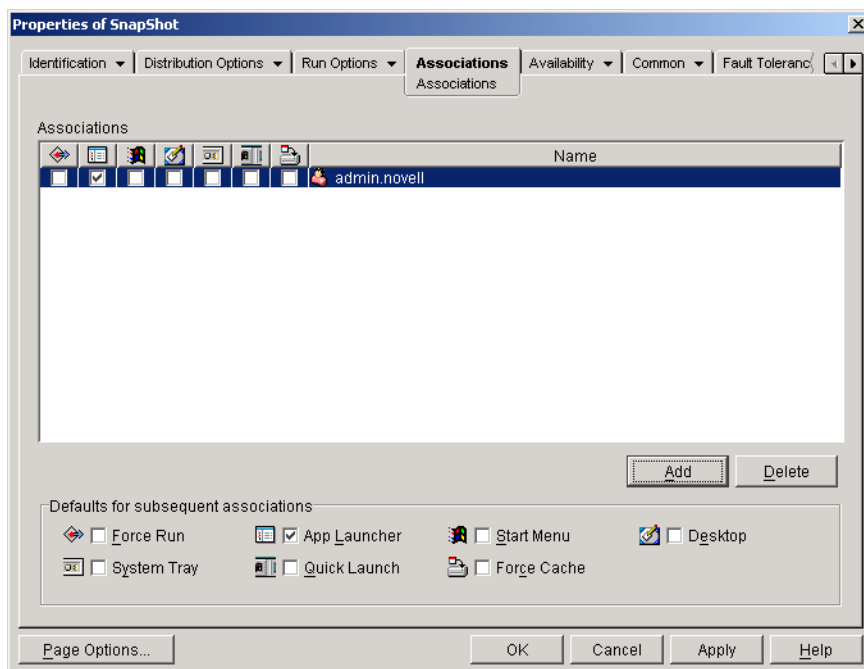 Properties of SnapShot
Identification Distribution Options Run Options Associations Availability Common Fault Toleranc
Associations
Associations
Name
admin.novell
Add Delete
Defaults for subsequent associations
Force Run App Launcher Start Menu Desktop
System Tray Quick Launch Force Cache
Page Options... OK Cancel Apply Help